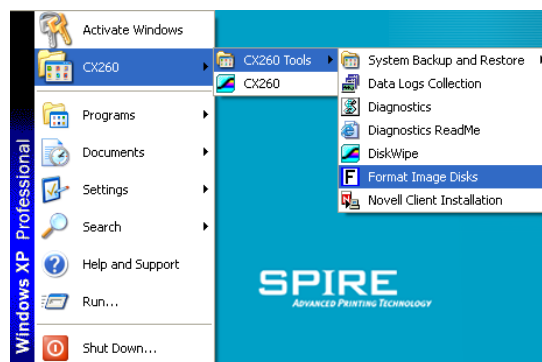 Windows XP Professional
Activate Windows
CX260
Programs
Documents
Settings
Search
Help and Support
Run...
Shut Down...
CX260 Tools
CX260
System Backup and Restore
Data Logs Collection
Diagnostics
Diagnostics ReadMe
DiskWipe
F Format Image Disks
Novell Client Installation
SPIRE
ADVANCED PRINTING TECHNOLOGY